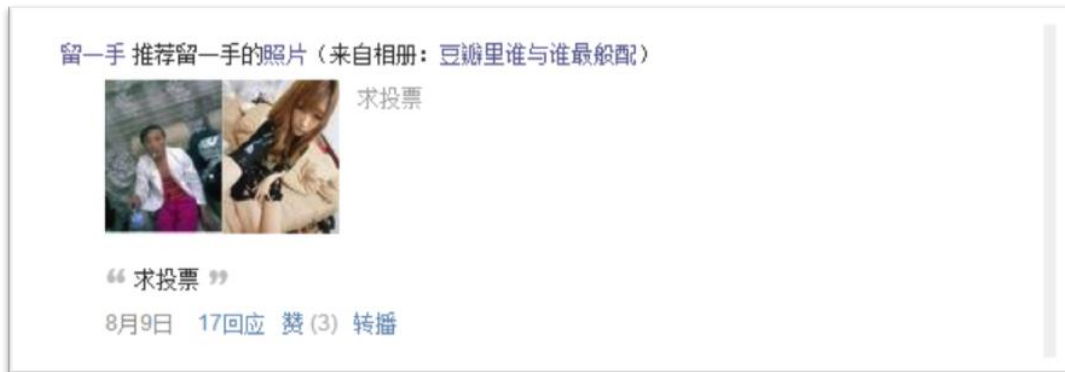 留一手 推荐留一手的照片（来自相册：豆瓣里谁与谁最般配）
求投票
“ 求投票 ”
8月9日 17回应 赞 (3) 转播